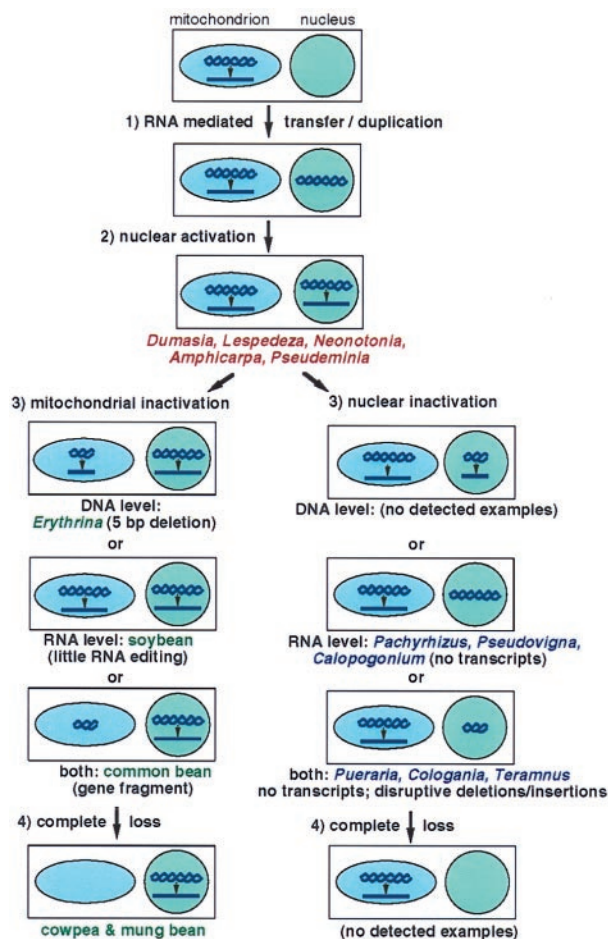 mitochondrion nucleus
1) RNA mediated transfer / duplication
2) nuclear activation
Dumasia, Lespedeza, Neonotonia,
Amphicarpa, Pseudeminia
3) mitochondrial inactivation
DNA level:
Erythrina (5 bp deletion)
or
RNA level: soybean
(little RNA editing)
or
both: common bean
(gene fragment)
4) complete loss
cowpea & mung bean
3) nuclear inactivation
DNA level: (no detected examples)
or
RNA level: Pachyrhizus, Pseudovigna,
Calopogonium (no transcripts)
or
both: Pueraria, Cologania, Teramnus
no transcripts; disruptive deletions/insertions
4) complete loss
(no detected examples)